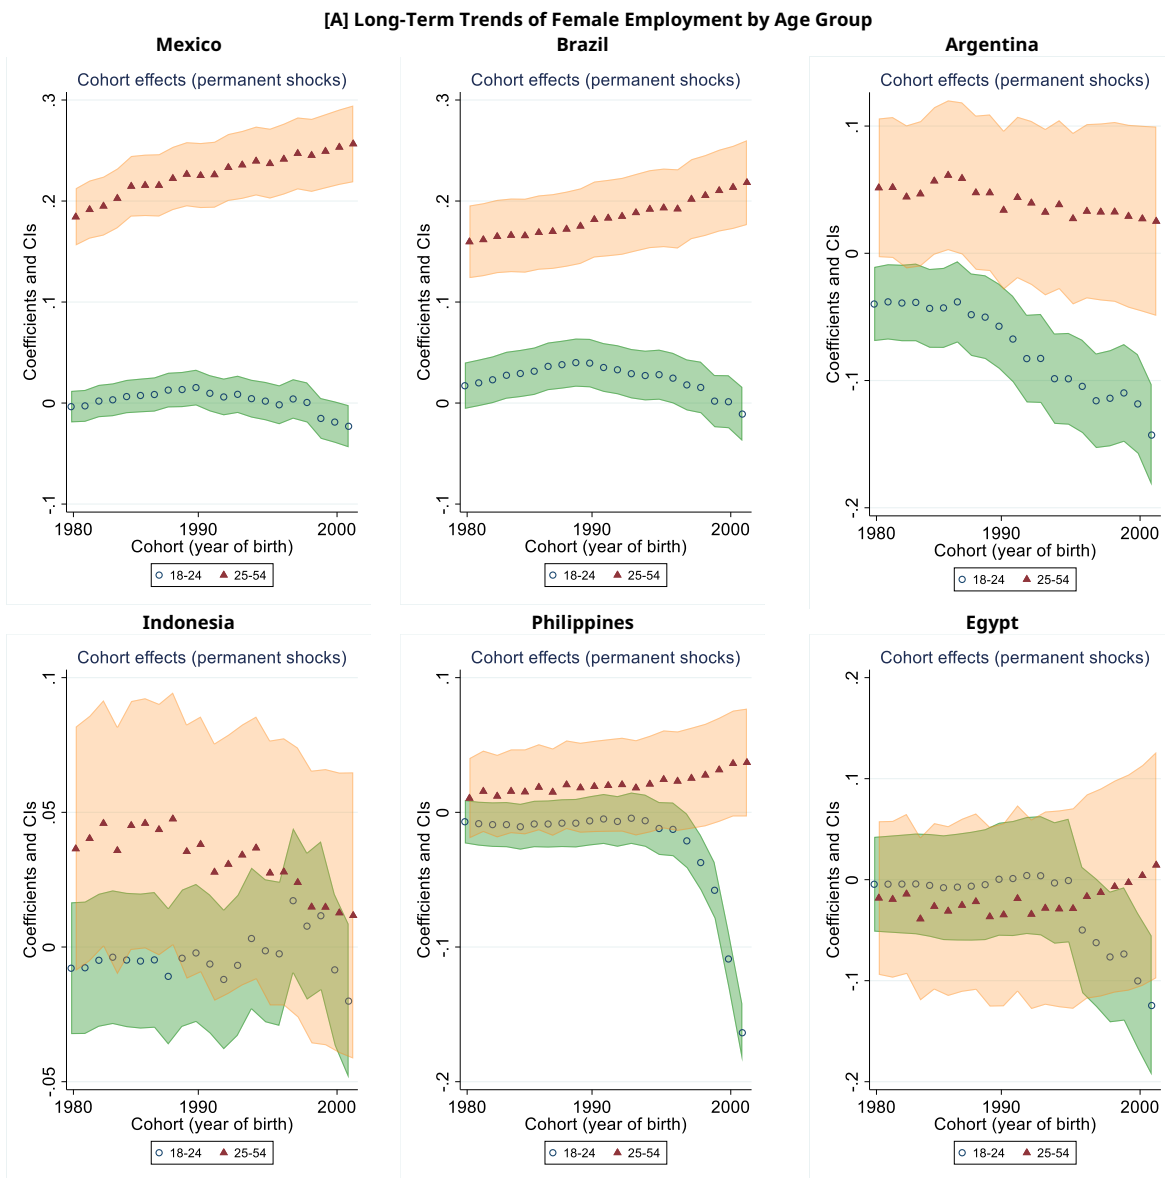 [A] Long-Term Trends of Female Employment by Age Group
Mexico
Cohort effects (permanent shocks)
Coefficients and CIs
.3
.2
.1
0
-.1
1980 1990 2000
Cohort (year of birth)
18-24 25-54
Brazil
Cohort effects (permanent shocks)
Coefficients and CIs
.3
.2
.1
0
-.1
1980 1990 2000
Cohort (year of birth)
18-24 25-54
Argentina
Cohort effects (permanent shocks)
Coefficients and CIs
.1
0
-.1
-.2
1980 1990 2000
Cohort (year of birth)
18-24 25-54
Indonesia
Cohort effects (permanent shocks)
Coefficients and CIs
.1
.05
0
-.05
1980 1990 2000
Cohort (year of birth)
18-24 25-54
Philippines
Cohort effects (permanent shocks)
Coefficients and CIs
.1
0
-.1
-.2
1980 1990 2000
Cohort (year of birth)
18-24 25-54
Egypt
Cohort effects (permanent shocks)
Coefficients and CIs
.2
.1
0
-.1
-.2
1980 1990 2000
Cohort (year of birth)
18-24 25-54